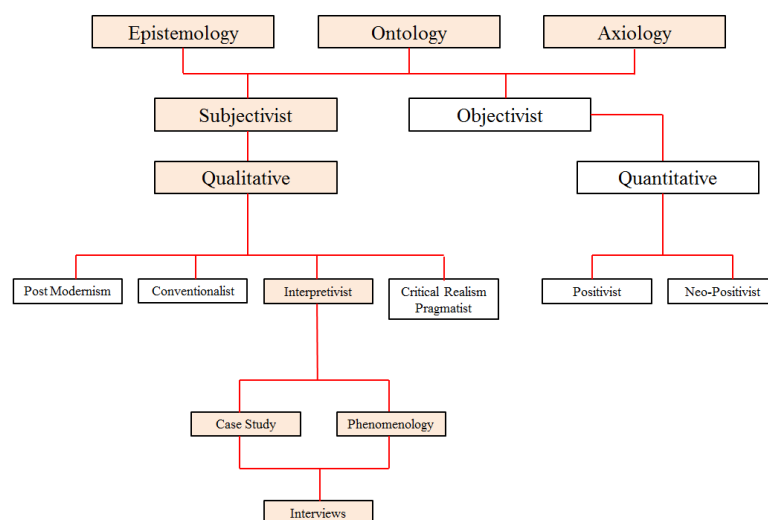 Epistemology
Ontology
Axiology
Subjectivist
Objectivist
Qualitative
Quantitative
Post Modernism
Conventionalist
Interpretivist
Critical Realism
Pragmatist
Positivist
Neo-Positivist
Case Study
Phenomenology
Interviews